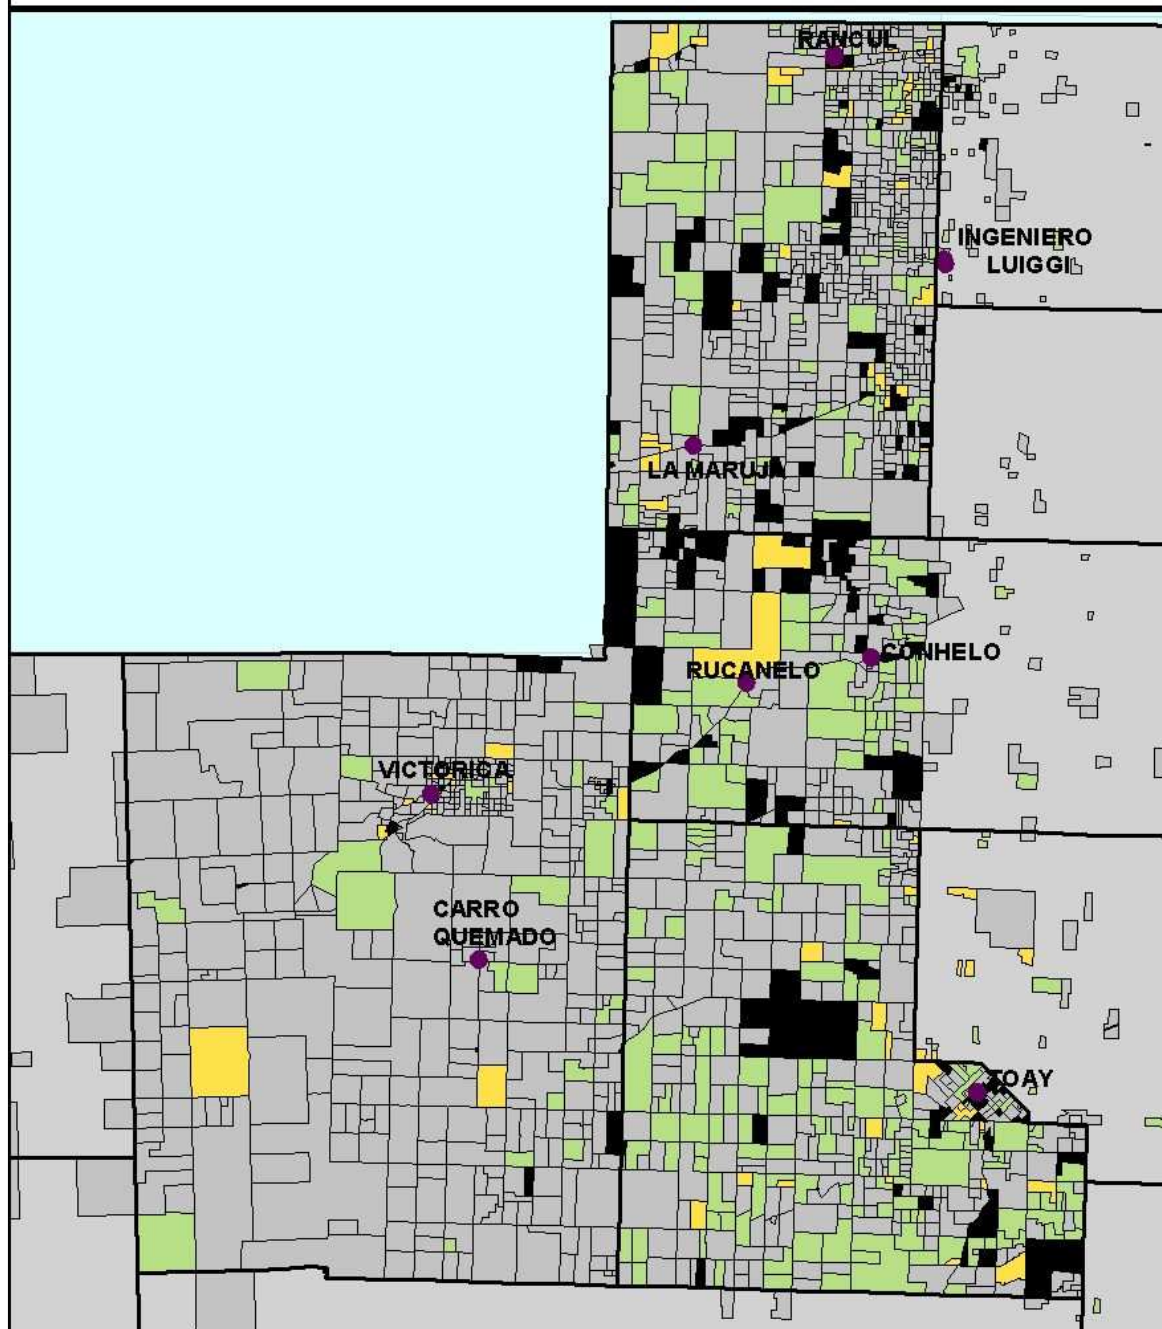 RANCUL
INGENIERO
LUIGGI
LA MARUJA
CONHELO
RUCANELO
VICTORICA
CARRO
QUEMADO
TOAY